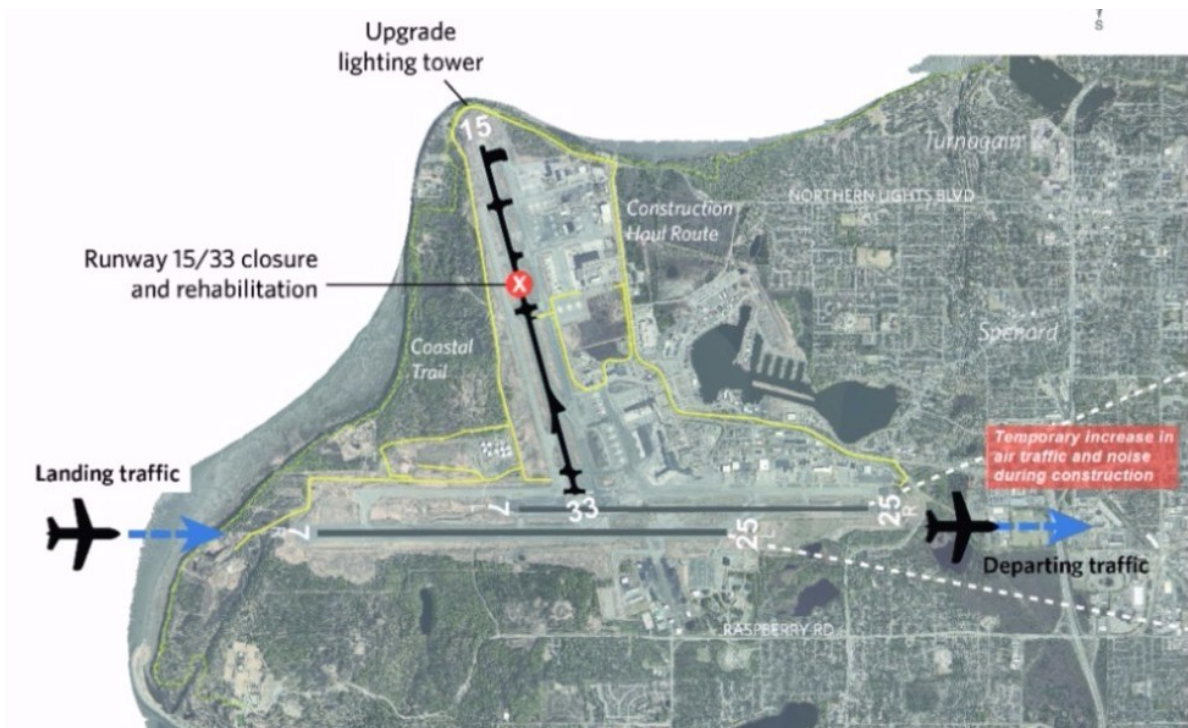 S
Upgrade
lighting tower
15
Turnagain
NORTHERN LIGHTS BLVD
Construction
Haul Route
Runway 15/33 closure
and rehabilitation
X
Spenard
Coastal
Trail
Temporary increase in
air traffic and noise
during construction
Landing traffic
7
33
25
R
7
25
L
Departing traffic
RASPBERRY RD